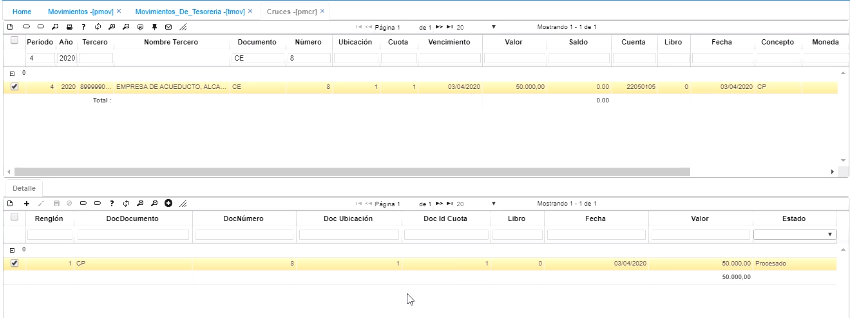 Home Movimientos -[pmov] × Movimientos_De_Tesoreria -[tmov] × Cruces -[pmcr] ×
Página 1 de 1 20 Mostrando 1 - 1 de 1
Periodo Año Tercero Nombre Tercero Documento Número Ubicación Cuota Vencimiento Valor Saldo Cuenta Libro Fecha Concepto Moneda
4 2020 CE 8
0
4 2020 8999990... EMPRESA DE ACUEDUCTO, ALCA... CE 8 1 1 03/04/2020 50.000,00 0.00 22050105 0 03/04/2020 CP
Total : 0.00
Detalle
Página 1 de 1 20 Mostrando 1 - 1 de 1
Renglón DocDocumento DocNúmero Doc Ubicación Doc Id Cuota Libro Fecha Valor Estado
0
1 CP 8 1 1 0 03/04/2020 50.000,00 Procesado
50.000,00